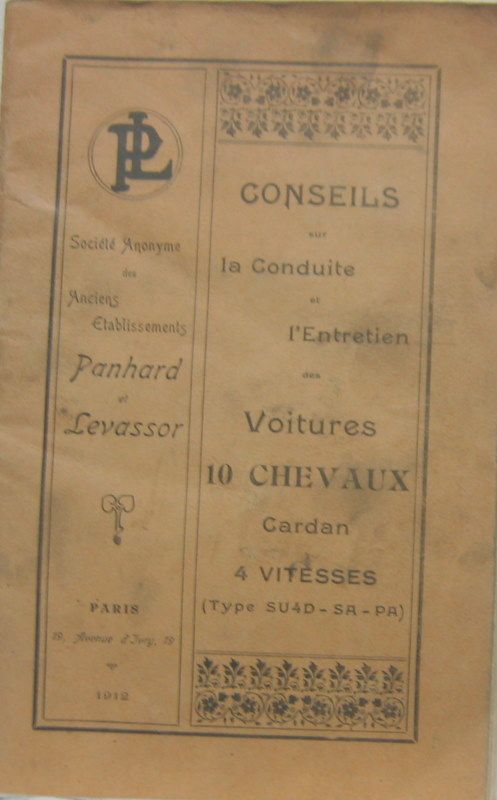 PL
Société Anonyme
des
Anciens
Etablissements
Panhard
et
Levassor
PARIS
19, Avenue d'Ivry, 19
1912
CONSEILS
sur
la Conduite
et
l'Entretien
des
Voitures
10 CHEVAUX
Cardan
4 VITESSES
(Type SU4D-SA-PA)